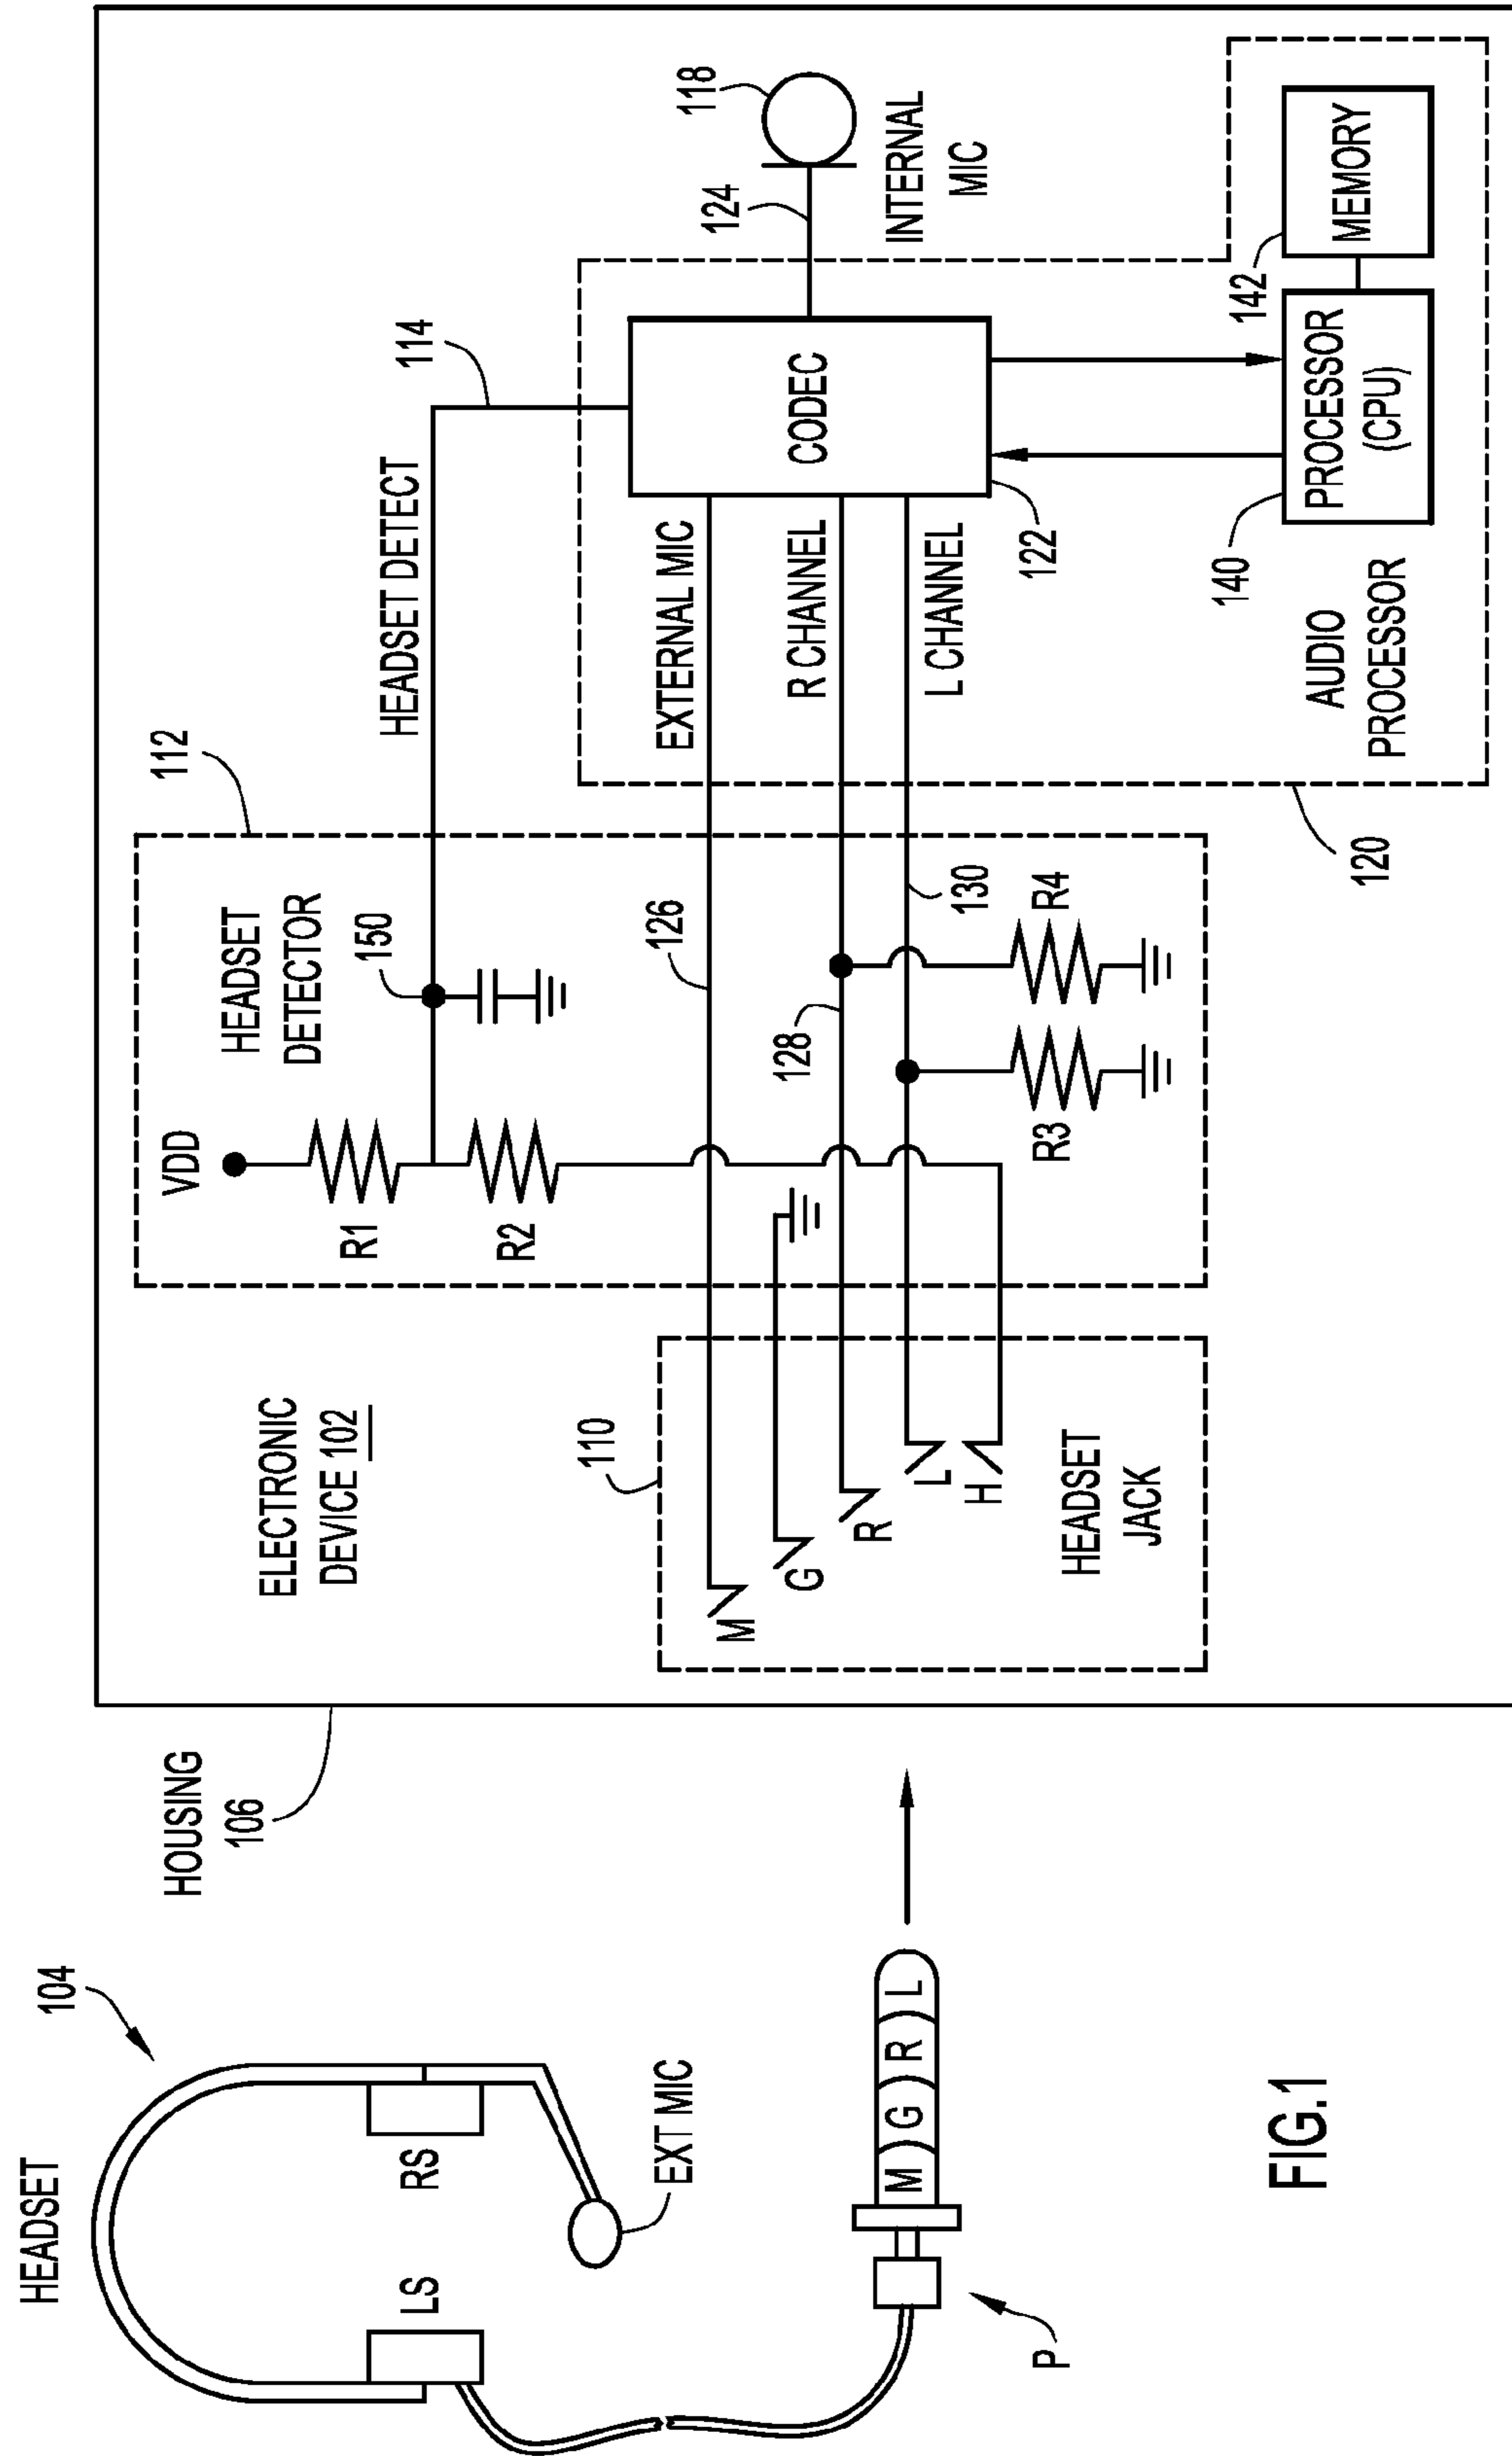 HEADSET
104
LS
RS
EXT MIC
P
M
G
R
L
HOUSING
106
ELECTRONIC
DEVICE 102
110
M
G
R
L
H
HEADSET
JACK
112
HEADSET
DETECTOR
VDD
R1
R2
150
126
128
130
R3
R4
HEADSET DETECT
114
EXTERNAL MIC
R CHANNEL
L CHANNEL
CODEC
122
124
118
INTERNAL
MIC
140
PROCESSOR
(CPU)
142
MEMORY
AUDIO
PROCESSOR
120
FIG.1